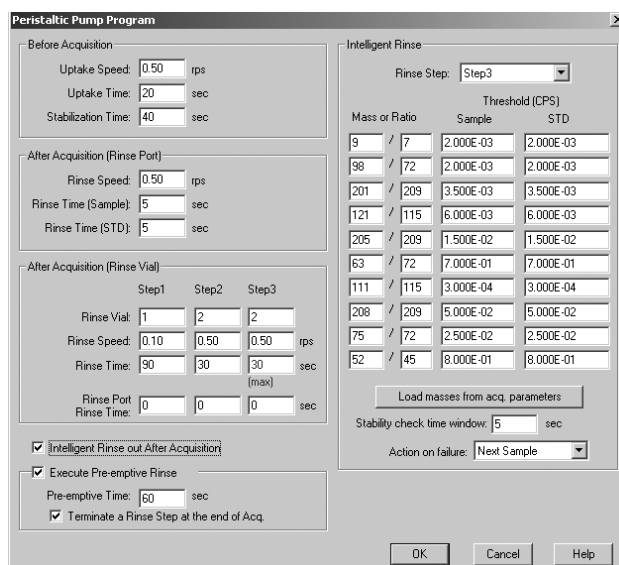 Peristaltic Pump Program
Before Acquisition
Uptake Speed: 0.50 rps
Uptake Time: 20 sec
Stabilization Time: 40 sec
After Acquisition (Rinse Port)
Rinse Speed: 0.50 rps
Rinse Time (Sample): 5 sec
Rinse Time (STD): 5 sec
After Acquisition (Rinse Vial)
Step1 Step2 Step3
Rinse Vial: 1 2 2
Rinse Speed: 0.10 0.50 0.50 rps
Rinse Time: 90 30 30 sec
(max)
Rinse Port
Rinse Time: 0 0 0 sec
Intelligent Rinse out After Acquisition
Execute Pre-emptive Rinse
Pre-emptive Time: 60 sec
Terminate a Rinse Step at the end of Acq.
Intelligent Rinse
Rinse Step: Step3
Threshold (CPS)
Mass or Ratio Sample STD
9 / 7 2.000E-03 2.000E-03
98 / 72 2.000E-03 2.000E-03
201 / 209 3.500E-03 3.500E-03
121 / 115 6.000E-03 6.000E-03
205 / 209 1.500E-02 1.500E-02
63 / 72 7.000E-01 7.000E-01
111 / 115 3.000E-04 3.000E-04
208 / 209 5.000E-02 5.000E-02
75 / 72 2.500E-02 2.500E-02
52 / 45 8.000E-01 8.000E-01
Load masses from acq. parameters
Stability check time window: 5 sec
Action on failure: Next Sample
OK Cancel Help